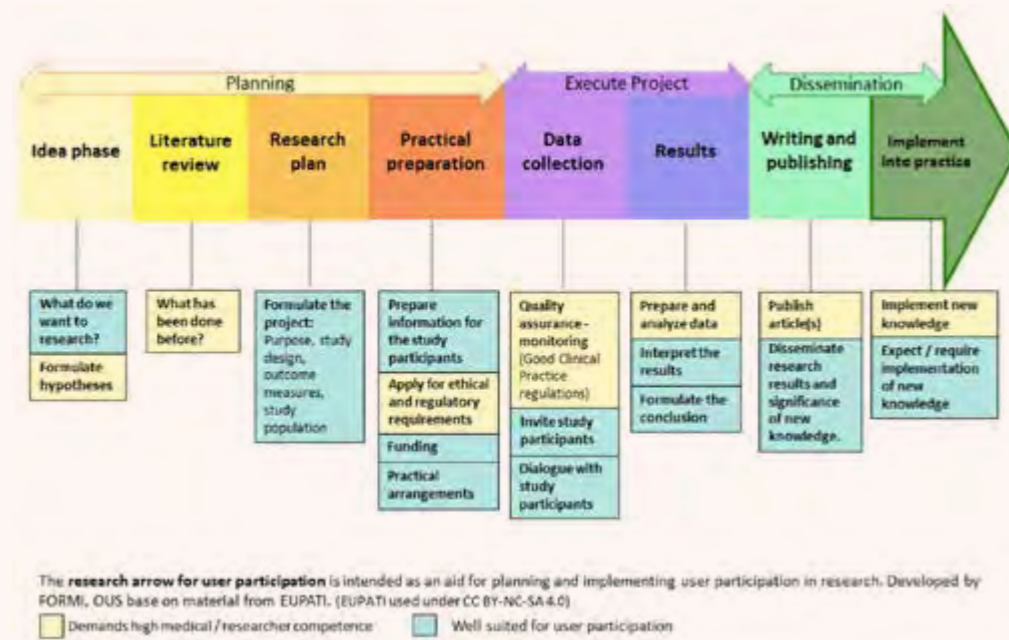 Planning
Execute Project
Dissemination
Idea phase
Literature
review
Research
plan
Practical
preparation
Data
collection
Results
Writing and
publishing
Implement
into practice
What do we
want to
research?
Formulate
hypotheses
What has
been done
before?
Formulate the
project:
Purpose, study
design,
outcome
measures,
study
population
Prepare
information for
the study
participants
Apply for ethical
and regulatory
requirements
Funding
Practical
arrangements
Quality
assurance -
monitoring
(Good Clinical
Practice
regulations)
Invite study
participants
Dialogue with
study
participants
Prepare and
analyze data
Interpret the
results
Formulate the
conclusion
Publish
article(s)
Disseminate
research
results and
significance
of new
knowledge.
Implement new
knowledge
Expect / require
implementation
of new
knowledge
The research arrow for user participation is intended as an aid for planning and implementing user participation in research. Developed by
FORMI, OUS base on material from EUPATI. (EUPATI used under CC BY-NC-SA 4.0)
Demands high medical / researcher competence
Well suited for user participation